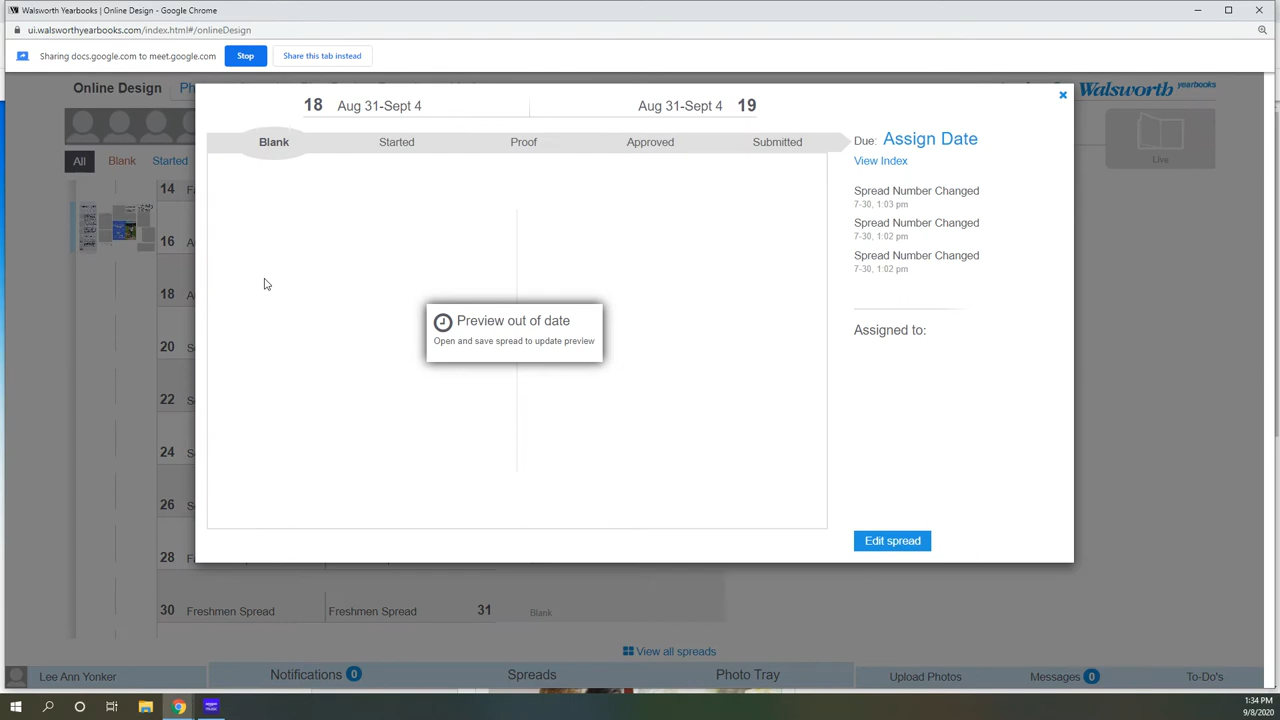 Walsworth Yearbooks | Online Design - Google Chrome
ui.walsworthyearbooks.com/index.html#/onlineDesign
Sharing docs.google.com to meet.google.com Stop Share this tab instead
Online Design
Walsworth yearbooks
18 Aug 31-Sept 4 Aug 31-Sept 4 19
Blank Started Proof Approved Submitted
Due: Assign Date
View Index
Spread Number Changed
7-30, 1:03 pm
Spread Number Changed
7-30, 1:02 pm
Spread Number Changed
7-30, 1:02 pm
Assigned to:
Preview out of date
Open and save spread to update preview
Edit spread
Live
All Blank Started
14
16
18
20
22
24
26
28
30 Freshmen Spread Freshmen Spread 31 Blank
View all spreads
Lee Ann Yonker Notifications 0 Spreads Photo Tray Upload Photos Messages 0 To-Do's
1:34 PM
9/8/2020